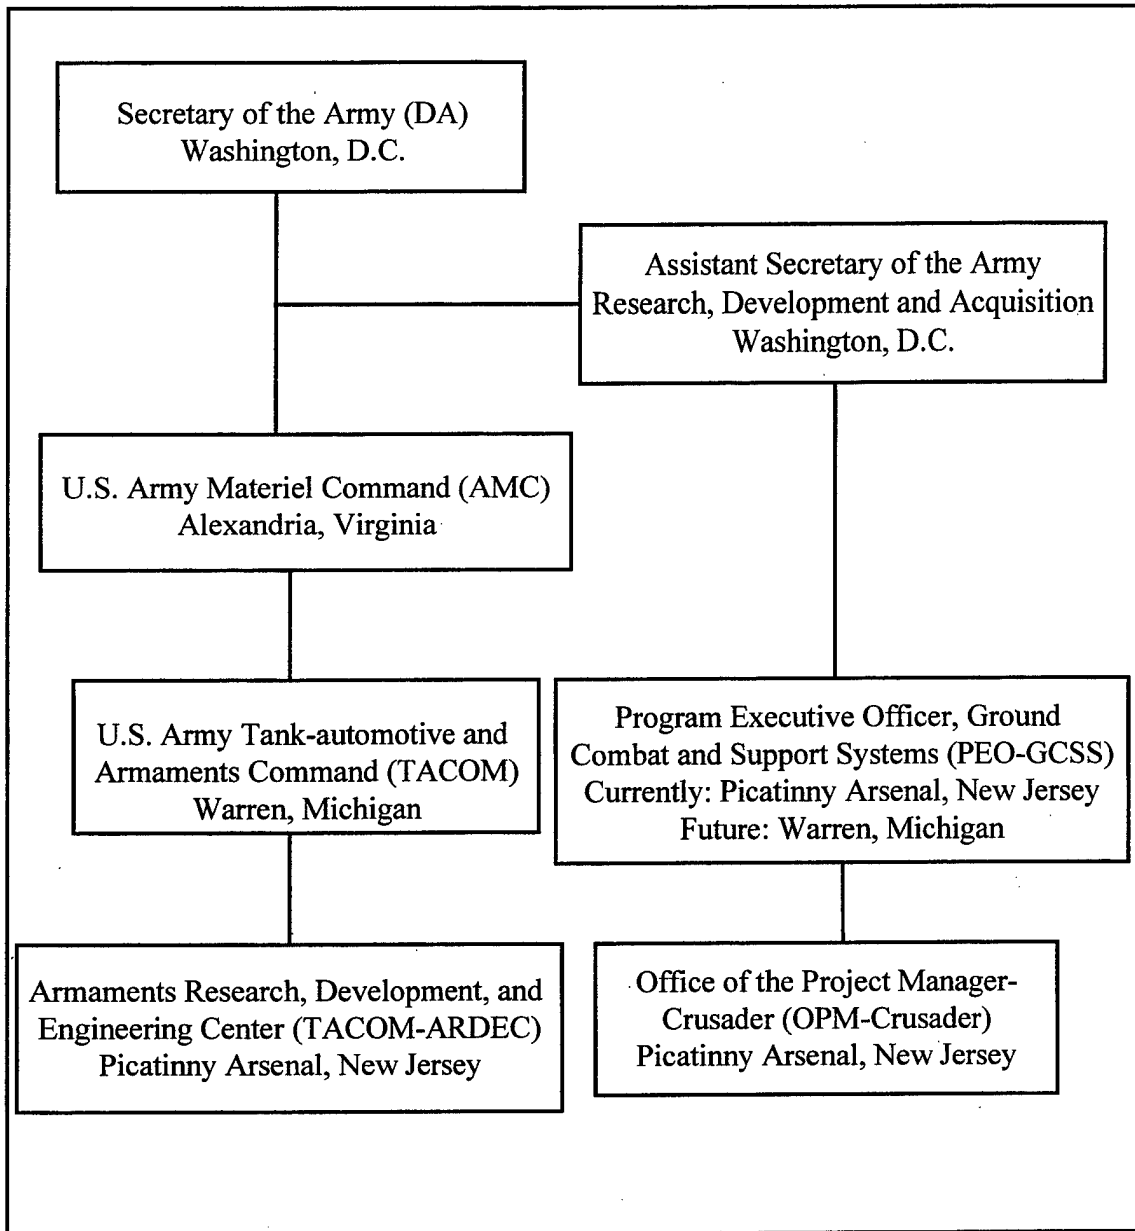 Secretary of the Army (DA)
Washington, D.C.
Assistant Secretary of the Army
Research, Development and Acquisition
Washington, D.C.
U.S. Army Materiel Command (AMC)
Alexandria, Virginia
U.S. Army Tank-automotive and
Armaments Command (TACOM)
Warren, Michigan
Program Executive Officer, Ground
Combat and Support Systems (PEO-GCSS)
Currently: Picatinny Arsenal, New Jersey
Future: Warren, Michigan
Armaments Research, Development, and
Engineering Center (TACOM-ARDEC)
Picatinny Arsenal, New Jersey
Office of the Project Manager-
Crusader (OPM-Crusader)
Picatinny Arsenal, New Jersey